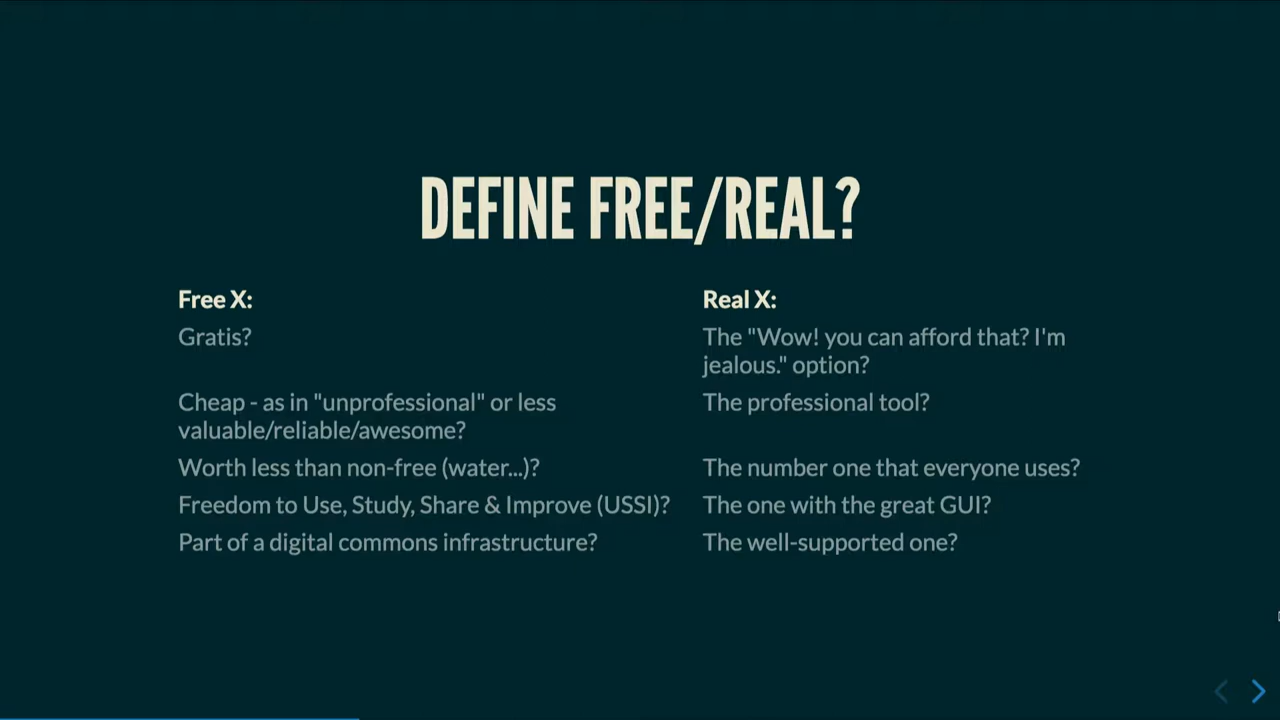 DEFINE FREE/REAL?
Free X:
Real X:
Gratis?
The "Wow! you can afford that? I'm
jealous." option?
Cheap - as in "unprofessional" or less
valuable/reliable/awesome?
The professional tool?
Worth less than non-free (water...)?
The number one that everyone uses?
Freedom to Use, Study, Share & Improve (USSI)?
The one with the great GUI?
Part of a digital commons infrastructure?
The well-supported one?